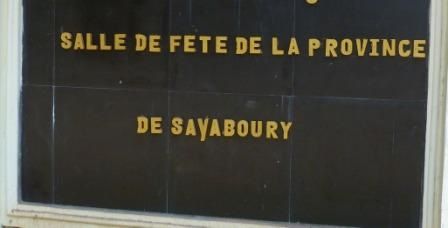 SALLE DE FETE DE LA PROVINCE
DE SAYABOURY